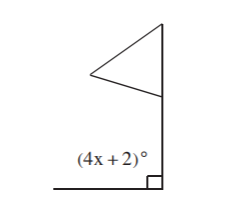 (4x + 2)°